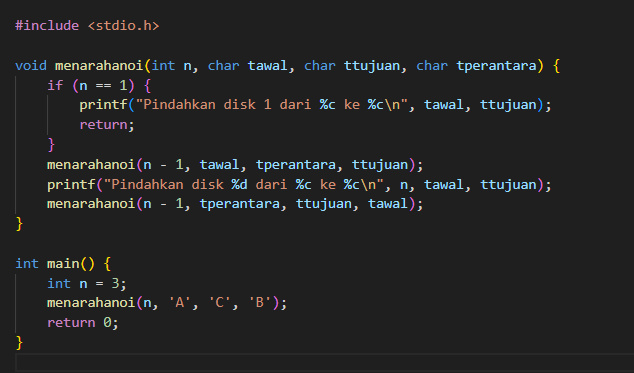 #include <stdio.h>

void menarahanoi(int n, char tawal, char ttujuan, char tperantara) {
    if (n == 1) {
        printf("Pindahkan disk 1 dari %c ke %c\n", tawal, ttujuan);
        return;
    }
    menarahanoi(n - 1, tawal, tperantara, ttujuan);
    printf("Pindahkan disk %d dari %c ke %c\n", n, tawal, ttujuan);
    menarahanoi(n - 1, tperantara, ttujuan, tawal);
}

int main() {
    int n = 3;
    menarahanoi(n, 'A', 'C', 'B');
    return 0;
}